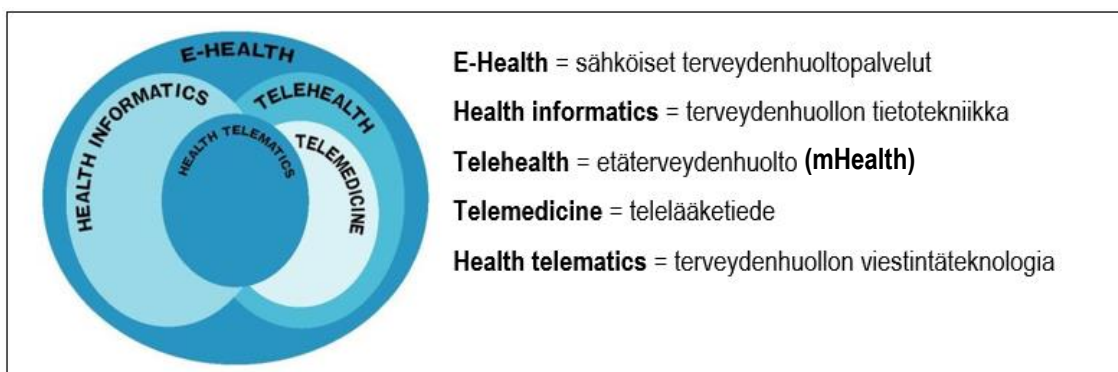 E-HEALTH
HEALTH INFORMATICS
TELEHEALTH
HEALTH TELEMATICS
TELEMEDICINE
E-Health = sähköiset terveydenhuoltopalvelut
Health informatics = terveydenhuollon tietotekniikka
Telehealth = etäterveydenhuolto (mHealth)
Telemedicine = telelääketiede
Health telematics = terveydenhuollon viestintäteknologia